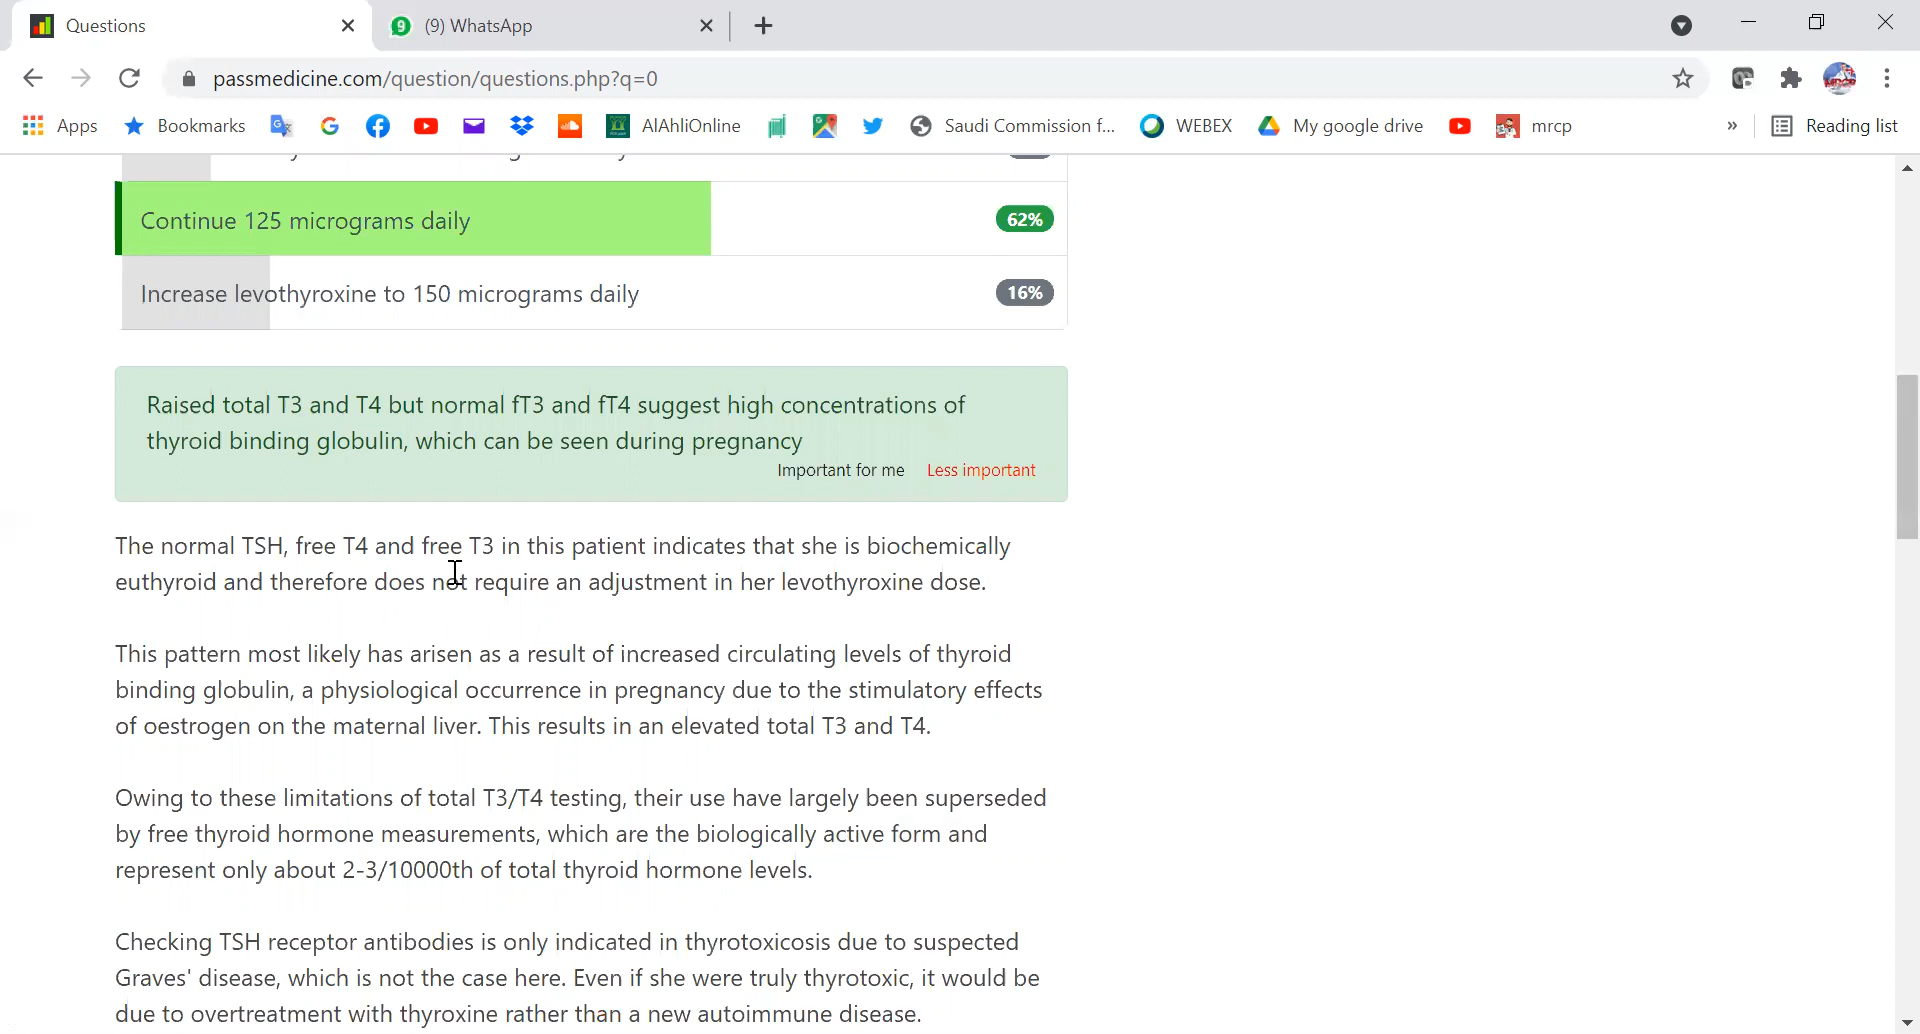 Questions
9
(9) WhatsApp
passmedicine.com/question/questions.php?q=0
Apps
Bookmarks
AlAhliOnline
Saudi Commission f...
WEBEX
My google drive
mrcp
»
Reading list
Continue 125 micrograms daily
62%
Increase levothyroxine to 150 micrograms daily
16%
Raised total T3 and T4 but normal fT3 and fT4 suggest high concentrations of
thyroid binding globulin, which can be seen during pregnancy
Important for me Less important
The normal TSH, free T4 and free T3 in this patient indicates that she is biochemically
euthyroid and therefore does not require an adjustment in her levothyroxine dose.
This pattern most likely has arisen as a result of increased circulating levels of thyroid
binding globulin, a physiological occurrence in pregnancy due to the stimulatory effects
of oestrogen on the maternal liver. This results in an elevated total T3 and T4.
Owing to these limitations of total T3/T4 testing, their use have largely been superseded
by free thyroid hormone measurements, which are the biologically active form and
represent only about 2-3/10000th of total thyroid hormone levels.
Checking TSH receptor antibodies is only indicated in thyrotoxicosis due to suspected
Graves' disease, which is not the case here. Even if she were truly thyrotoxic, it would be
due to overtreatment with thyroxine rather than a new autoimmune disease.